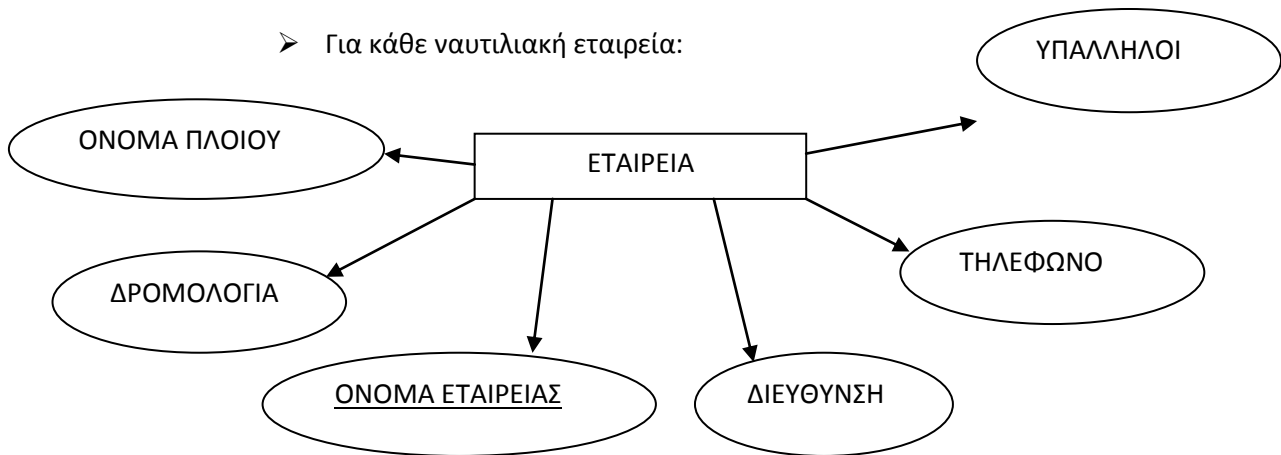 ➢ Για κάθε ναυτιλιακή εταιρεία:
ΥΠΑΛΛΗΛΟΙ
ΟΝΟΜΑ ΠΛΟΙΟΥ
ΕΤΑΙΡΕΙΑ
ΤΗΛΕΦΩΝΟ
ΔΡΟΜΟΛΟΓΙΑ
ΟΝΟΜΑ ΕΤΑΙΡΕΙΑΣ
ΔΙΕΥΘΥΝΣΗ